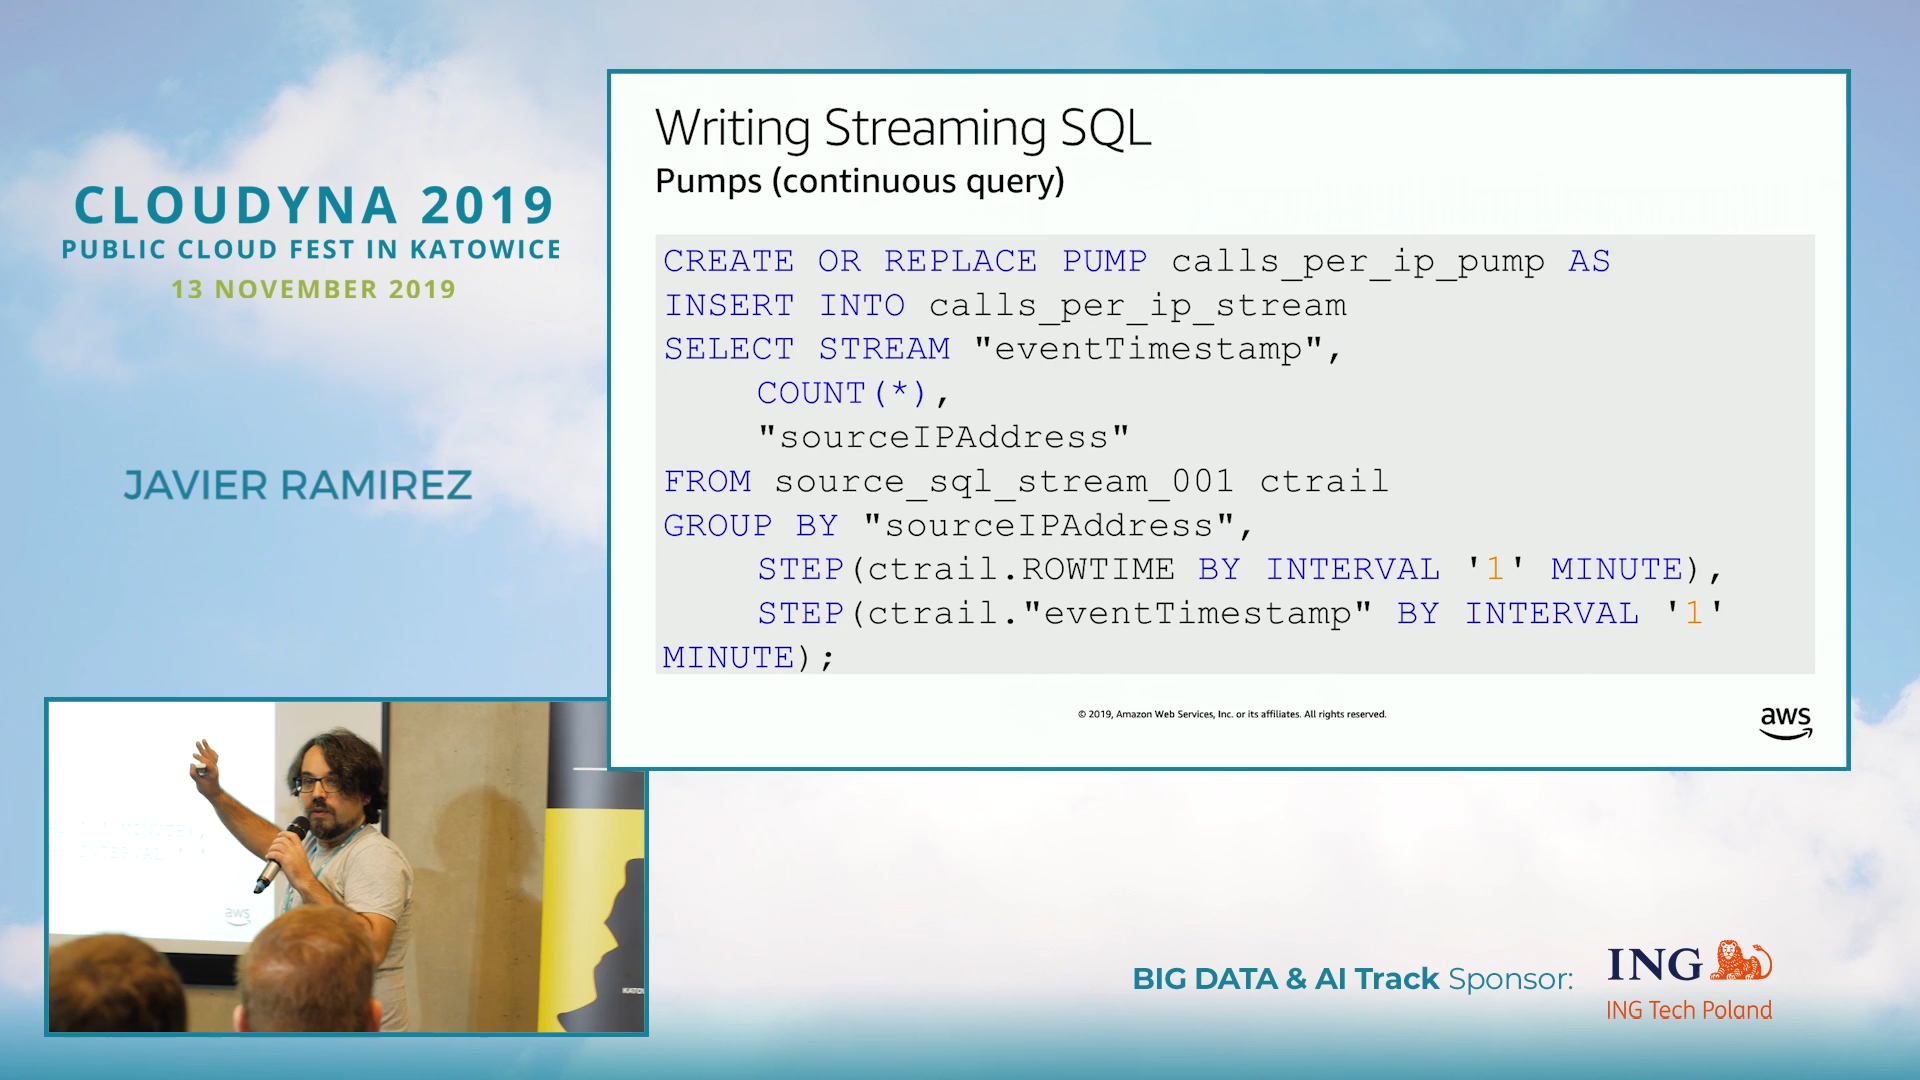 CLOUDYNA 2019
PUBLIC CLOUD FEST IN KATOWICE
13 NOVEMBER 2019
JAVIER RAMIREZ
Writing Streaming SQL
Pumps (continuous query)
CREATE OR REPLACE PUMP calls_per_ip_pump AS
INSERT INTO calls_per_ip_stream
SELECT STREAM "eventTimestamp",
COUNT(*),
"sourceIPAddress"
FROM source_sql_stream_001 ctrail
GROUP BY "sourceIPAddress",
STEP(ctrail.ROWTIME BY INTERVAL '1' MINUTE),
STEP(ctrail."eventTimestamp" BY INTERVAL '1'
MINUTE);
© 2019, Amazon Web Services, Inc. or its affiliates. All rights reserved.
aws
aws
BIG DATA & AI Track Sponsor:
ING
ING Tech Poland